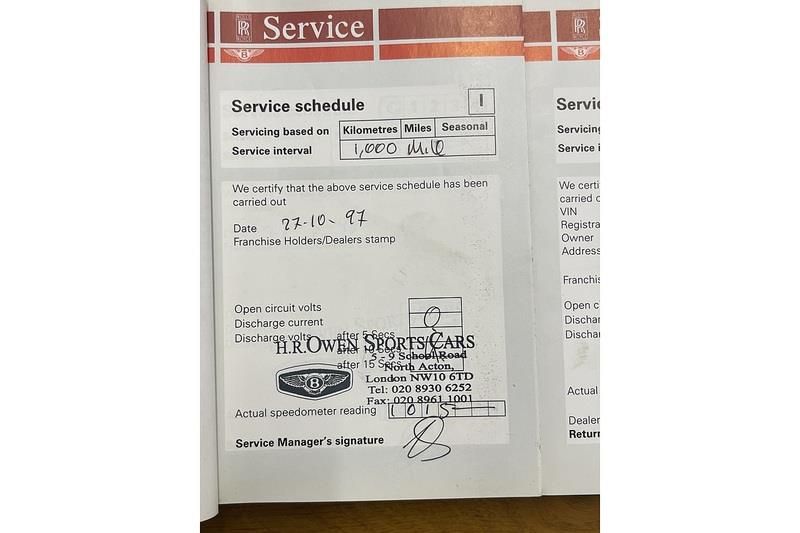 Service
Service schedule I
Servicing based on Kilometres Miles Seasonal
Service interval 1,000 Mile
We certify that the above service schedule has been
carried out
Date 27-10-97
Franchise Holders/Dealers stamp
Open circuit volts
Discharge current
Discharge volts after 5 Secs
after 10 Secs
after 15 Secs
H.R.OWEN SPORTS CARS
5 - 9 School Road
North Acton,
London NW10 6TD
Tel: 020 8930 6252
Fax: 020 8961 1001
B
Actual speedometer reading 1015
Service Manager's signature
Servicing
Service i
We certi
carried o
VIN
Registra
Owner
Address
Franchis
Open c
Dischar
Dischar
Actual
Dealer
Return